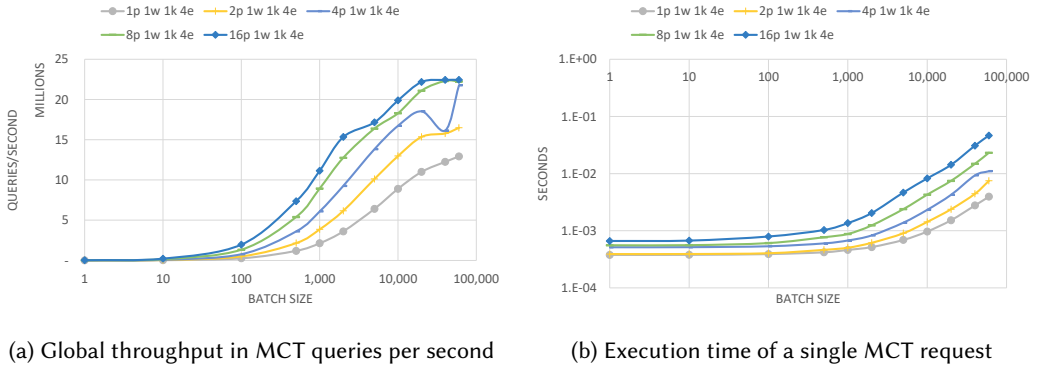 1p 1w 1k 4e 2p 1w 1k 4e 4p 1w 1k 4e
8p 1w 1k 4e 16p 1w 1k 4e
QUERIES/SECOND
MILLIONS
25
20
15
10
5
-
1 10 100 1,000 10,000 100,000
BATCH SIZE
(a) Global throughput in MCT queries per second
1p 1w 1k 4e 2p 1w 1k 4e 4p 1w 1k 4e
8p 1w 1k 4e 16p 1w 1k 4e
SECONDS
1.E+00
1 10 100 1,000 10,000 100,000
1.E-01
1.E-02
1.E-03
1.E-04
BATCH SIZE
(b) Execution time of a single MCT request